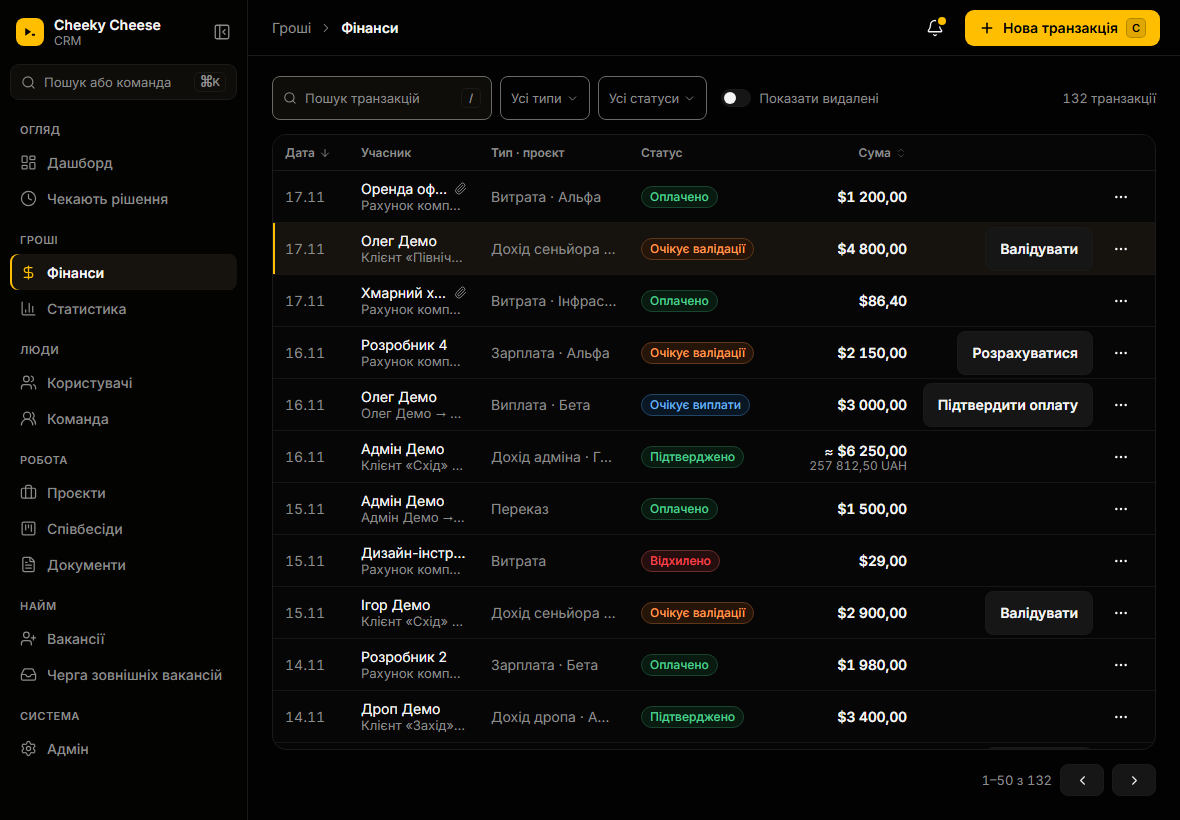 Cheeky Cheese
CRM
Пошук або команда ⌘K
ОГЛЯД
Дашборд
Чекають рішення
ГРОШІ
Фінанси
Статистика
ЛЮДИ
Користувачі
Команда
РОБОТА
Проєкти
Співбесіди
Документи
НАЙМ
Вакансії
Черга зовнішніх вакансій
СИСТЕМА
Адмін
Гроші > Фінанси
+ Нова транзакція C
Пошук транзакцій /
Усі типи
Усі статуси
Показати видалені
132 транзакції
Дата ↓ Учасник Тип · проєкт Статус Сума
17.11 Оренда оф... Витрата · Альфа Оплачено $1 200,00
Рахунок комп...
17.11 Олег Демо Дохід сеньйора ... Очікує валідації $4 800,00 Валідувати
Клієнт «Північ...
17.11 Хмарний х... Витрата · Інфрас... Оплачено $86,40
Рахунок комп...
16.11 Розробник 4 Зарплата · Альфа Очікує валідації $2 150,00 Розрахуватися
Рахунок комп...
16.11 Олег Демо Виплата · Бета Очікує виплати $3 000,00 Підтвердити оплату
Олег Демо → ...
16.11 Адмін Демо Дохід адміна · Г... Підтверджено ≈ $6 250,00
Клієнт «Схід» ... 257 812,50 UAH
15.11 Адмін Демо Переказ Оплачено $1 500,00
Адмін Демо →...
15.11 Дизайн-інстр... Витрата Відхилено $29,00
Рахунок комп...
15.11 Ігор Демо Дохід сеньйора ... Очікує валідації $2 900,00 Валідувати
Клієнт «Схід» ...
14.11 Розробник 2 Зарплата · Бета Оплачено $1 980,00
Рахунок комп...
14.11 Дроп Демо Дохід дропа · А... Підтверджено $3 400,00
Клієнт «Захід»...
1–50 з 132